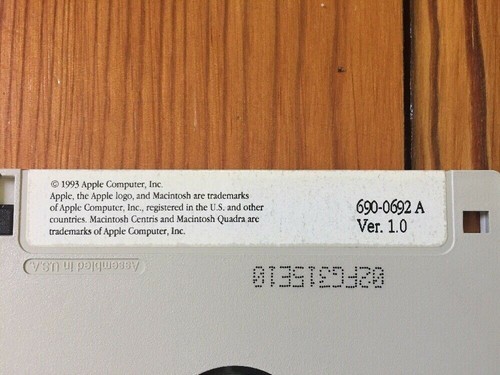 © 1993 Apple Computer, Inc.
Apple, the Apple logo, and Macintosh are trademarks
of Apple Computer, Inc., registered in the U.S. and other
countries. Macintosh Centris and Macintosh Quadra are
trademarks of Apple Computer, Inc.
690-0692 A
Ver. 1.0
Assembled in U.S.A.
02F6315E10